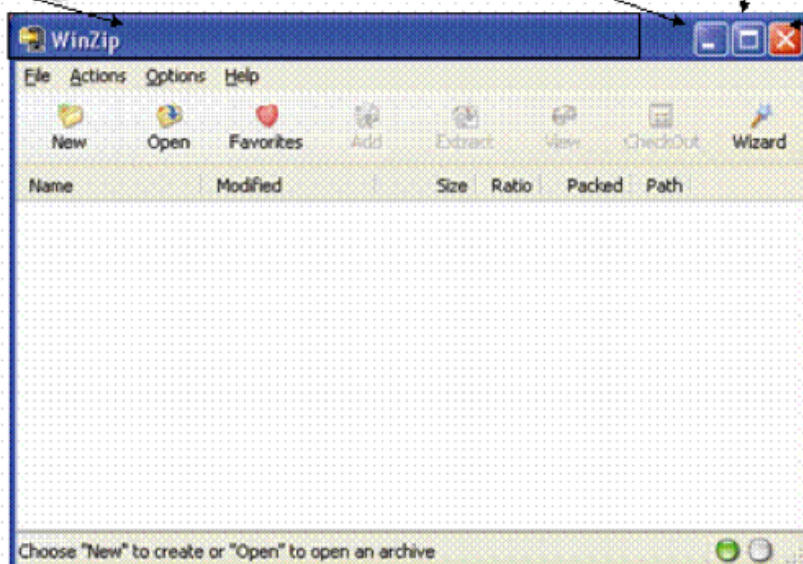 WinZip
File Actions Options Help
New Open Favorites Add Extract View CheckOut Wizard
Name Modified Size Ratio Packed Path
Choose "New" to create or "Open" to open an archive